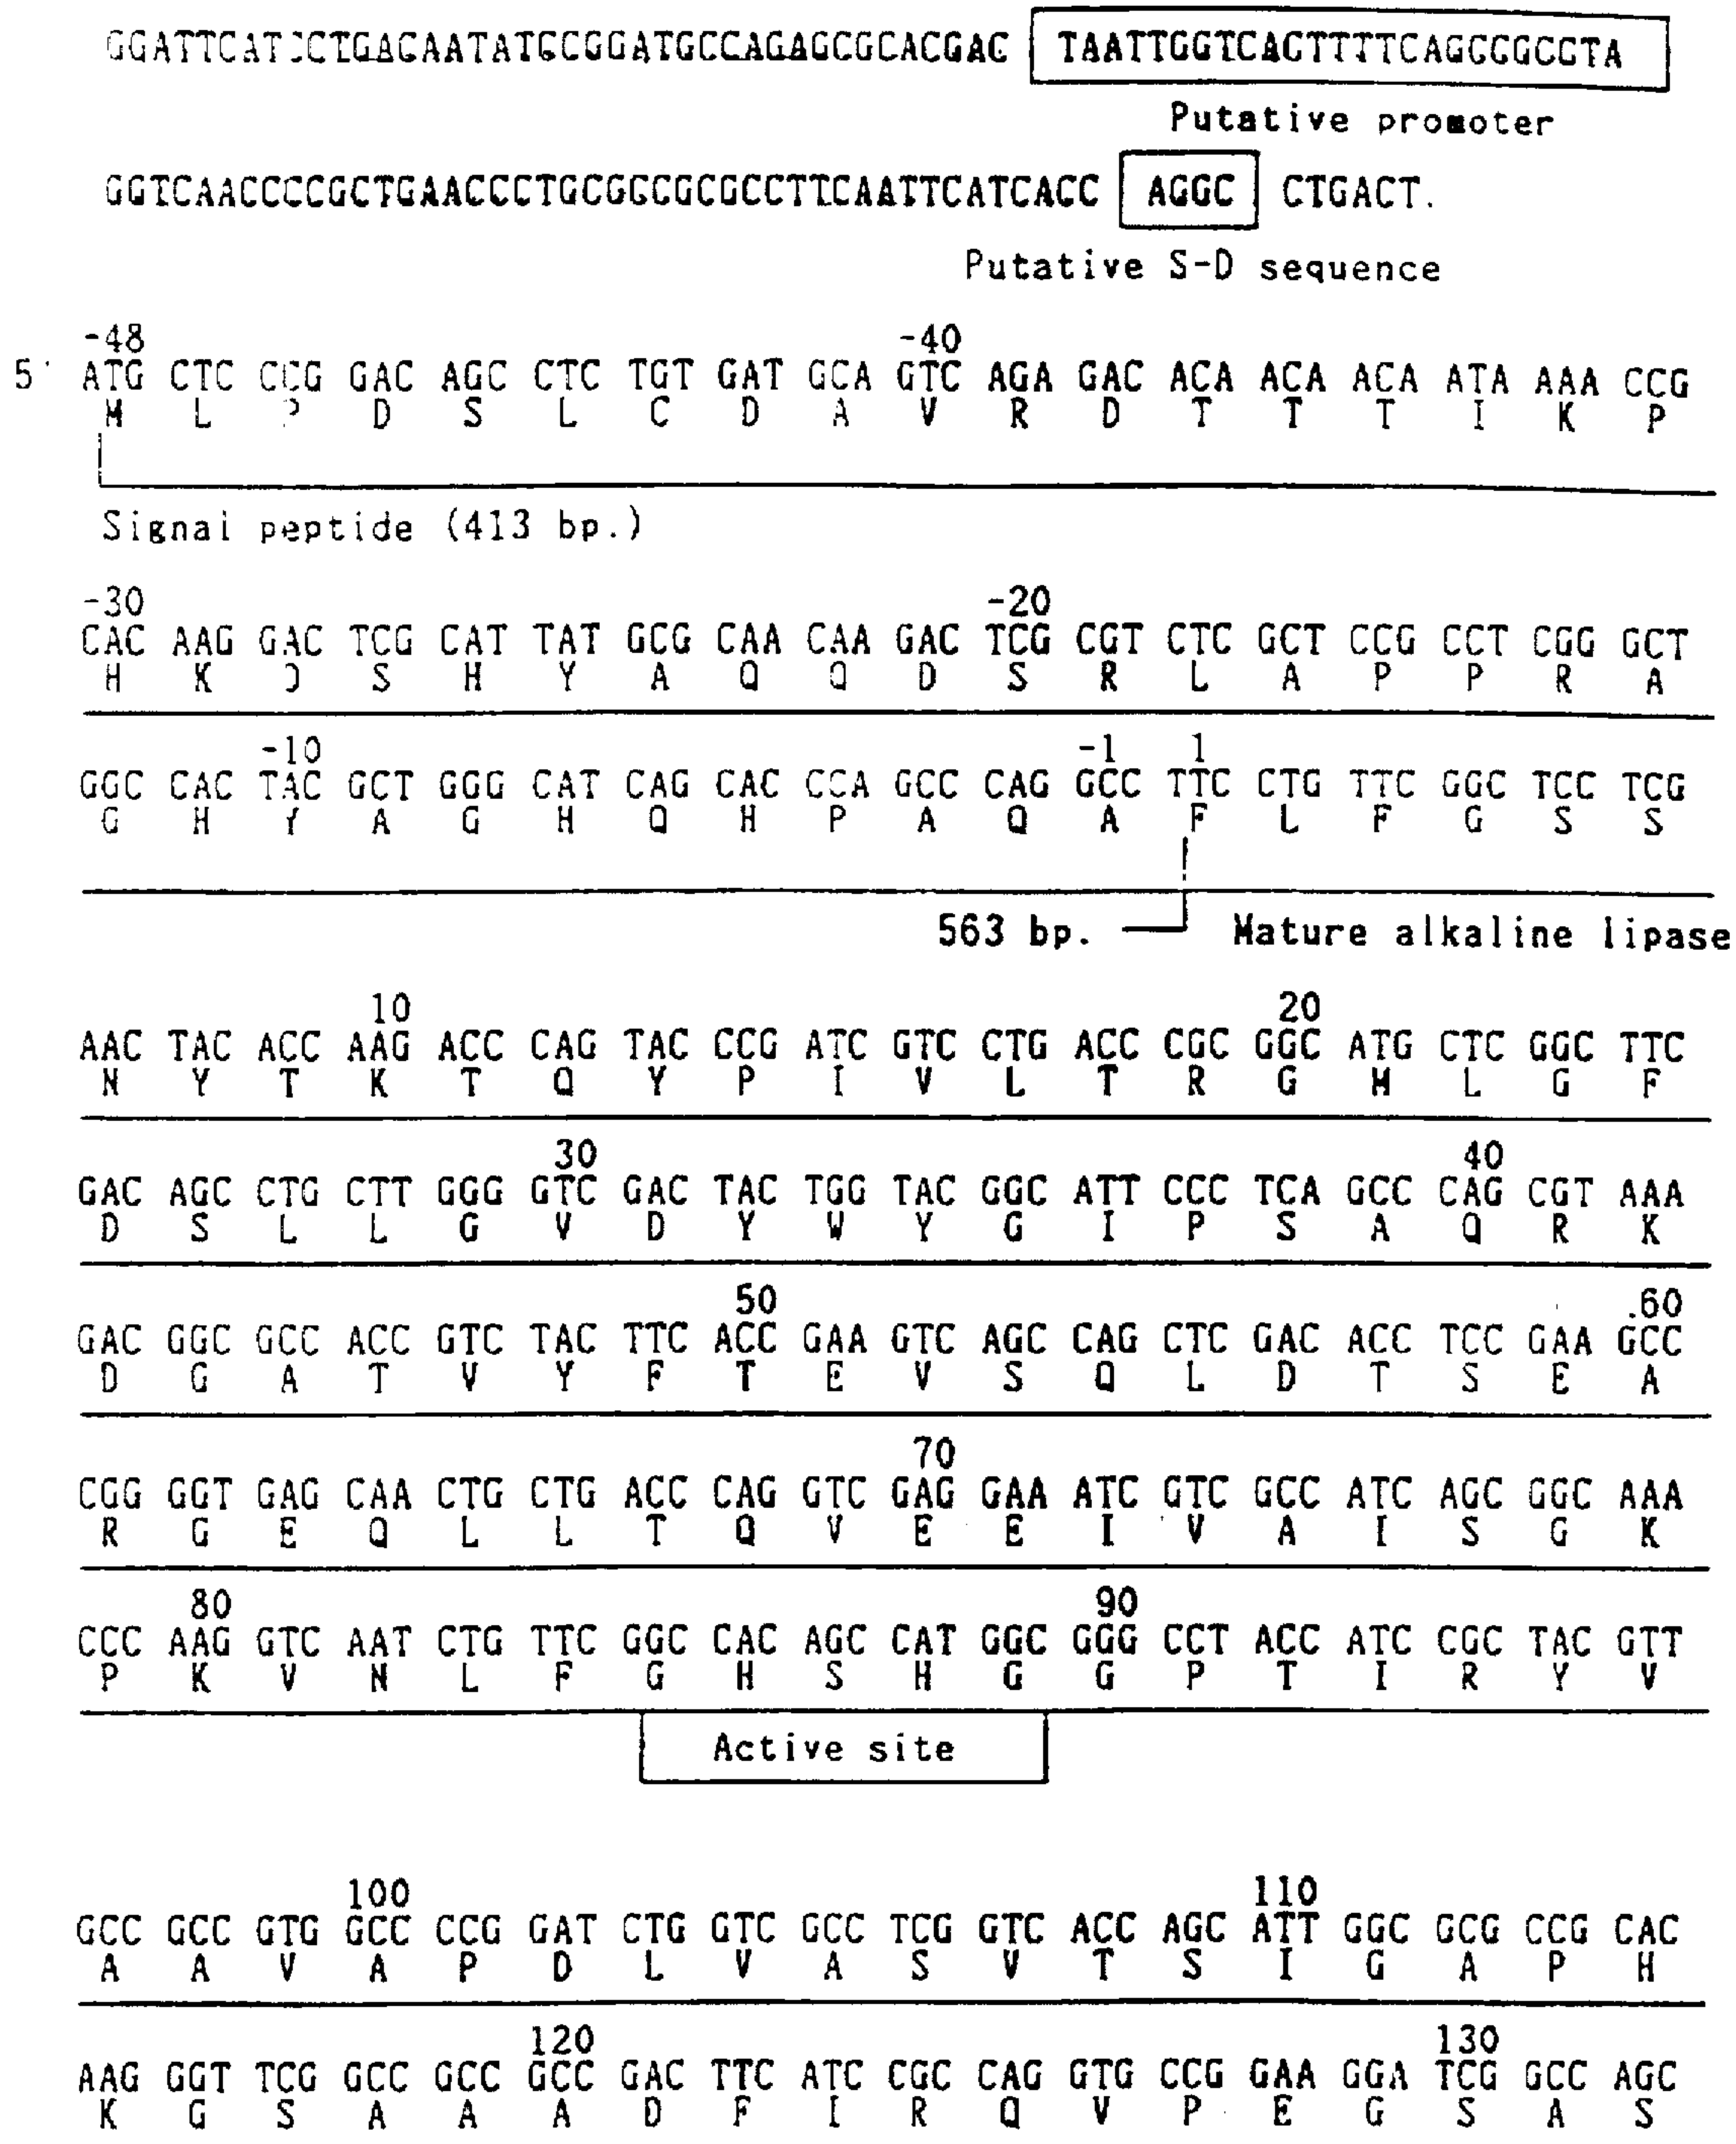 GGATTCAT CCTGACAATATGCGGATGCCAGAGCGCACGAC TAATTGGTCAGTTTTCAGCGGGCGTA
Putative promoter
GGTCAACCCCGCTGAACCCTGCGCCGCGCCTTCAATTCATCACC AGGC CTGACT.
Putative S-D sequence
-48 -40
5' ATG CTC CCG GAC AGC CTC TGT GAT GCA GTC AGA GAC ACA ACA ACA ATA AAA CCG
M L P D S L C D A V R D T T T I K P
Signal peptide (413 bp.)
-30 -20
CAC AAG GAC TCG CAT TAT GCG CAA CAA GAC TCG CGT CTC GCT CCG CCT CGG GCT
H K D S H Y A Q Q D S R L A P P R A
-10 -1 1
GGC CAC TAC GCT GGG CAT CAG CAC CCA GCC CAG GCC TTC CTG TTC GGC TCC TCG
G H Y A G H Q H P A Q A F L F G S S
563 bp. Mature alkaline lipase
10 20
AAC TAC ACC AAG ACC CAG TAC CCG ATC GTC CTG ACC CGC GGC ATG CTC GGC TTC
N Y T K T Q Y P I V L T R G M L G F
30 40
GAC AGC CTG CTT GGG GTC GAC TAC TGG TAC GGC ATT CCC TCA GCC CAG CGT AAA
D S L L G V D Y W Y G I P S A Q R K
50 60
GAC GGC GCC ACC GTC TAC TTC ACC GAA GTC AGC CAG CTC GAC ACC TCC GAA GCC
D G A T V Y F T E V S Q L D T S E A
70
CGG GGT GAG CAA CTG CTG ACC CAG GTC GAG GAA ATC GTC GCC ATC AGC GGC AAA
R G E Q L L T Q V E E I V A I S G K
80 90
CCC AAG GTC AAT CTG TTC GGC CAC AGC CAT GGC GGG CCT ACC ATC CGC TAC GTT
P K V N L F G H S H G G P T I R Y V
Active site
100 110
GCC GCC GTG GCC CCG GAT CTG GTC GCC TCG GTC ACC AGC ATT GGC GCG CCG CAC
A A V A P D L V A S V T S I G A P H
120 130
AAG GGT TCG GCC GCC GCC GAC TTC ATC CGC CAG GTG CCG GAA GGA TCG GCC AGC
K G S A A A D F I R Q V P E G S A S